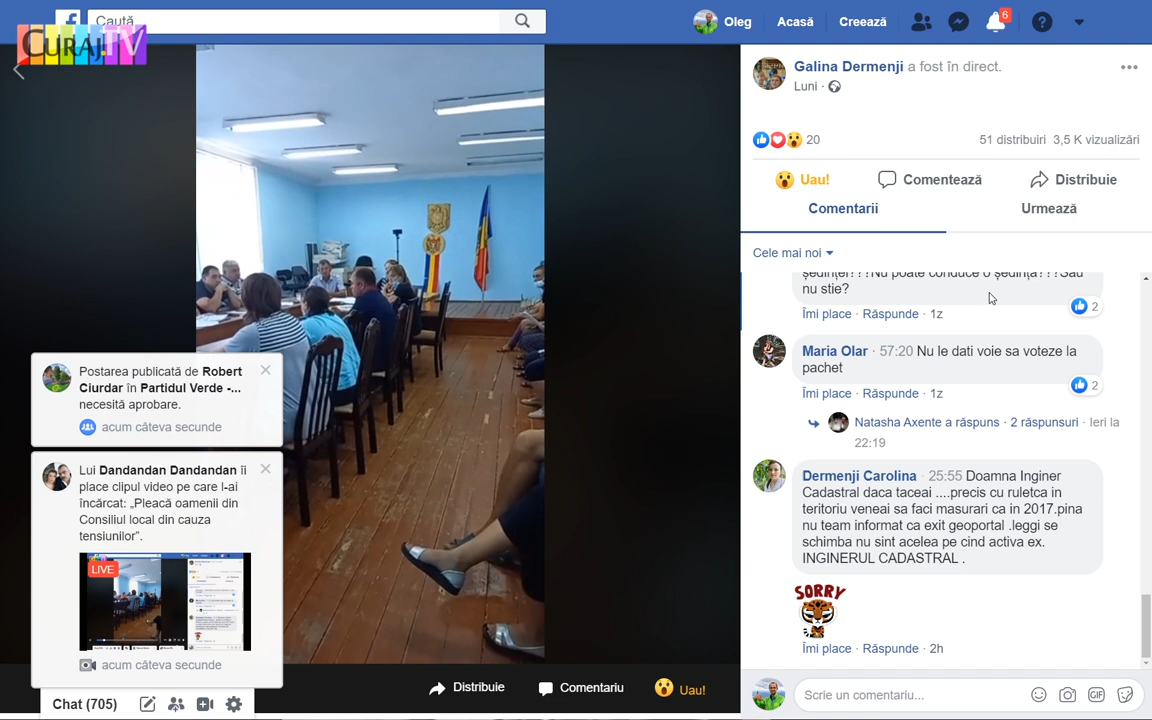 Caută
CURAJ.TV
Oleg
Acasă
Creează
6
Galina Dermenji a fost în direct.
Luni ·
20
51 distribuiri 3,5 K vizualizări
Uau!
Comentează
Distribuie
Comentarii
Urmează
Cele mai noi
ședinței???Nu poate conduce o ședință???Sau
nu stie?
2
Îmi place · Răspunde · 1z
Maria Olar · 57:20 Nu le dati voie sa voteze la
pachet
2
Îmi place · Răspunde · 1z
Natasha Axente a răspuns · 2 răspunsuri · Ieri la
22:19
Dermenji Carolina · 25:55 Doamna Inginer
Cadastral daca taceai ....precis cu ruletca in
teritoriu veneai sa faci masurari ca in 2017.pina
nu team informat ca exit geoportal .leggi se
schimba nu sint acelea pe cind activa ex.
INGINERUL CADASTRAL .
SORRY
Îmi place · Răspunde · 2h
Scrie un comentariu...
GIF
Postarea publicată de Robert
Ciurdar în Partidul Verde -...
necesită aprobare.
acum câteva secunde
Lui Dandandan Dandandan îi
place clipul video pe care l-ai
încărcat: „Pleacă oamenii din
Consiliul local din cauza
tensiunilor”.
LIVE
acum câteva secunde
Chat (705)
Distribuie
Comentariu
Uau!